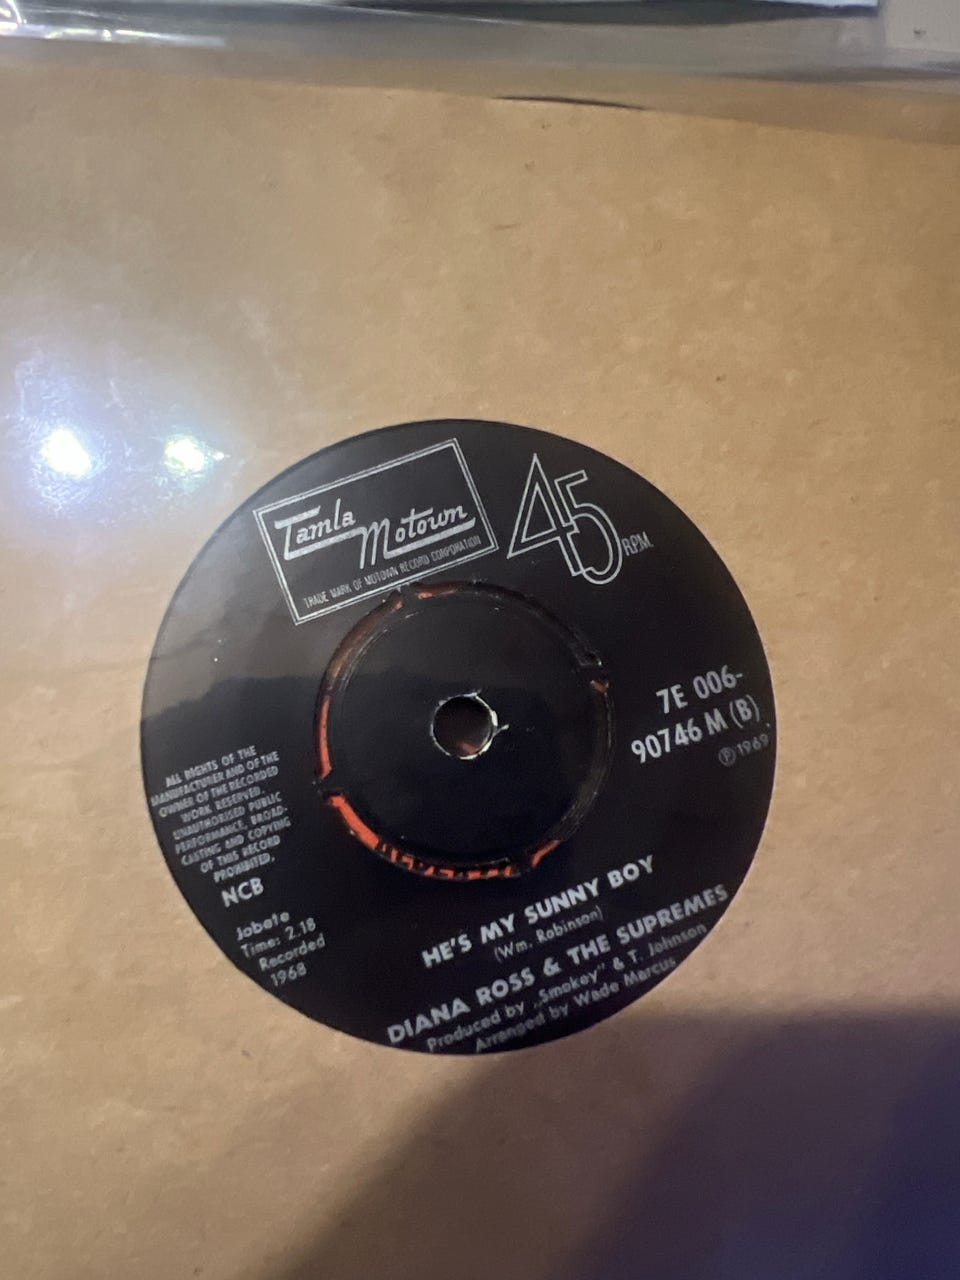 Tamla
Motown
TRADE MARK OF MOTOWN RECORD CORPORATION
45
R.P.M.
7E 006-
90746 M (B)
℗ 1969
ALL RIGHTS OF THE
MANUFACTURER AND OF THE
OWNER OF THE RECORDED
WORK RESERVED.
UNAUTHORISED PUBLIC
PERFORMANCE, BROAD-
CASTING AND COPYING
OF THIS RECORD
PROHIBITED.
NCB
Jobete
Time: 2.18
Recorded
1968
HE'S MY SUNNY BOY
(Wm. Robinson)
DIANA ROSS & THE SUPREMES
Produced by „Smokey" & T. Johnson
Arranged by Wade Marcus